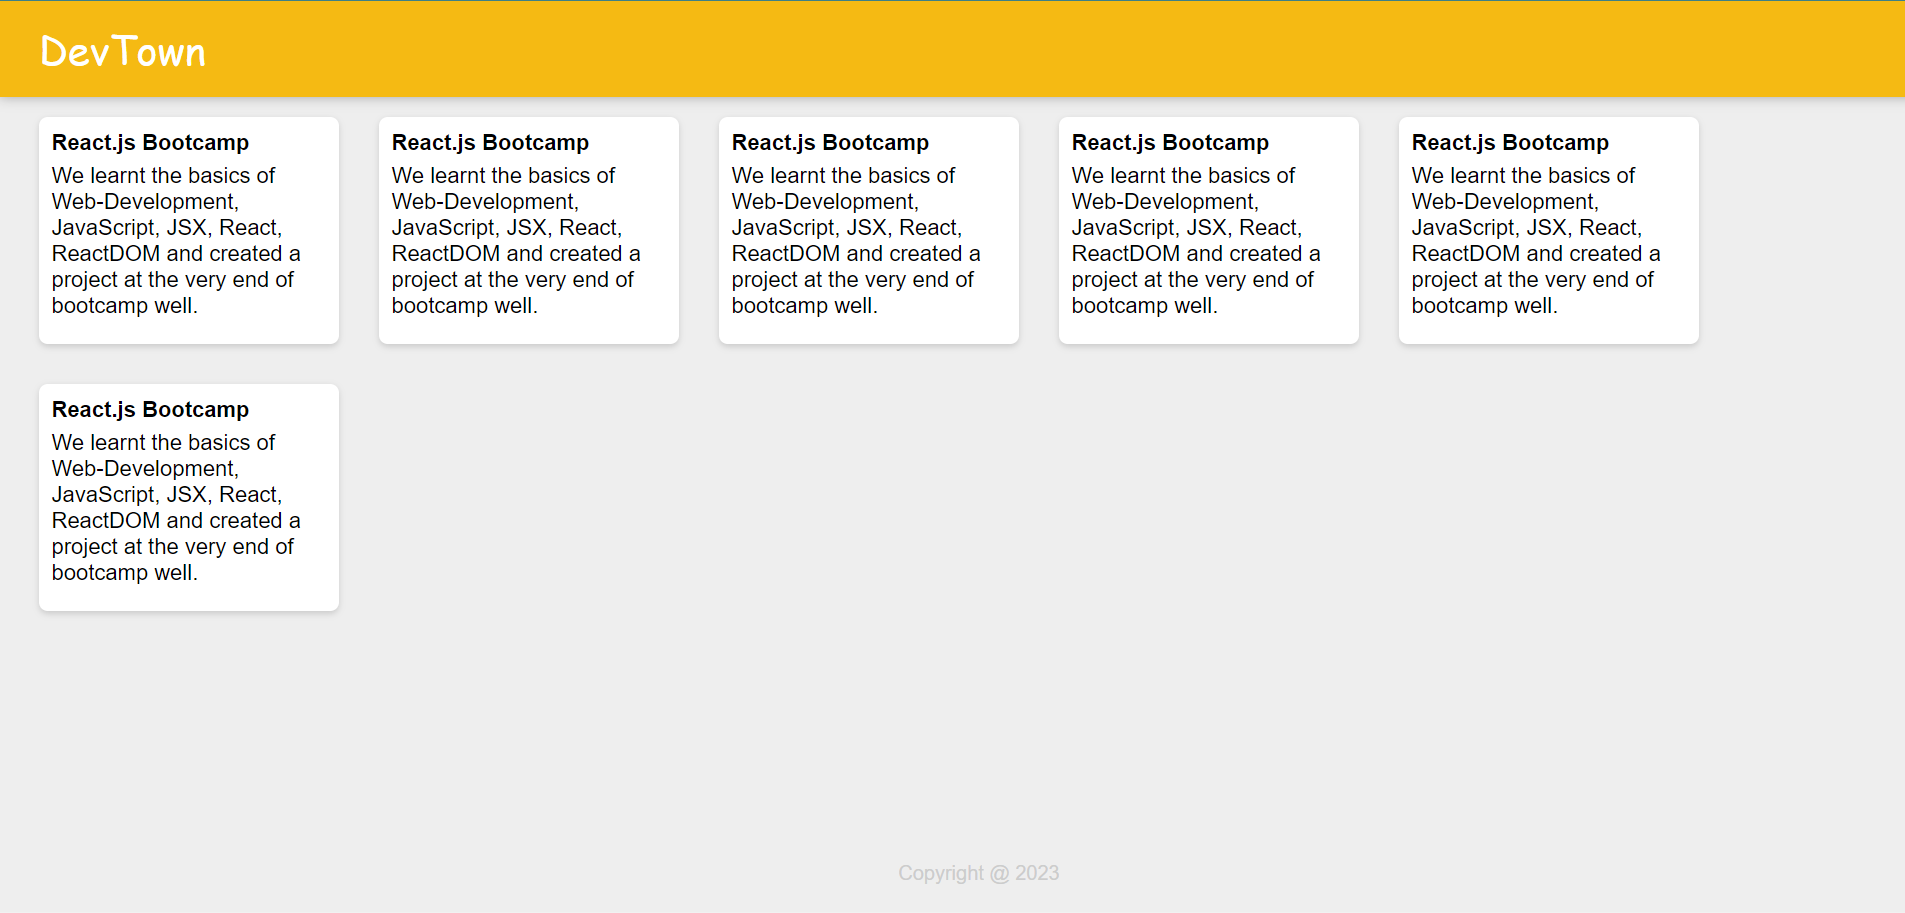 DevTown
React.js Bootcamp
We learnt the basics of
Web-Development,
JavaScript, JSX, React,
ReactDOM and created a
project at the very end of
bootcamp well.
React.js Bootcamp
We learnt the basics of
Web-Development,
JavaScript, JSX, React,
ReactDOM and created a
project at the very end of
bootcamp well.
React.js Bootcamp
We learnt the basics of
Web-Development,
JavaScript, JSX, React,
ReactDOM and created a
project at the very end of
bootcamp well.
React.js Bootcamp
We learnt the basics of
Web-Development,
JavaScript, JSX, React,
ReactDOM and created a
project at the very end of
bootcamp well.
React.js Bootcamp
We learnt the basics of
Web-Development,
JavaScript, JSX, React,
ReactDOM and created a
project at the very end of
bootcamp well.
React.js Bootcamp
We learnt the basics of
Web-Development,
JavaScript, JSX, React,
ReactDOM and created a
project at the very end of
bootcamp well.
Copyright @ 2023